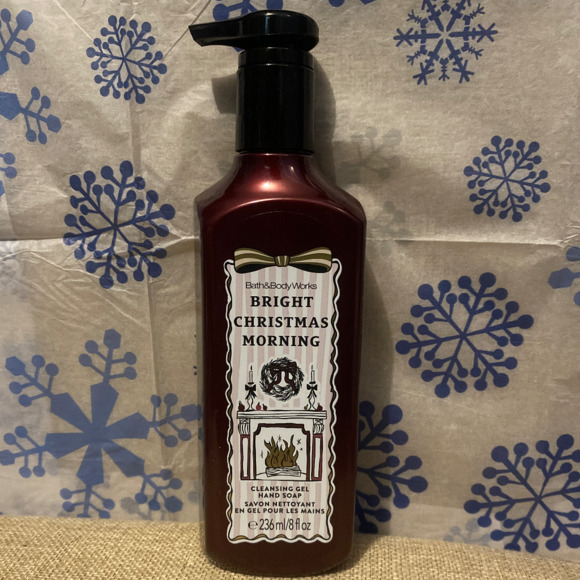 Bath&BodyWorks
BRIGHT
CHRISTMAS
MORNING
CLEANSING GEL
HAND SOAP
SAVON NETTOYANT
EN GEL POUR LES MAINS
℮ 236 ml/8 fl oz